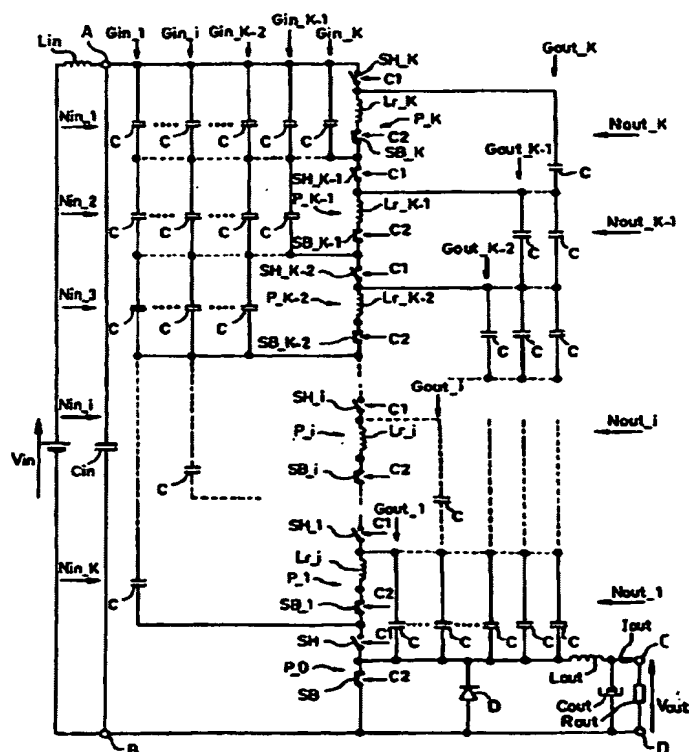 Lin
A
Gin_1
Gin_i
Gin_K-2
Gin_K-1
Gin_K
Gout_K
SH_K
C1
Lr_K
P_K
C2
SB_K
Nin_1
C
C
C
C
C
Nout_K
SH_K-1
C1
Gout_K-1
C
Nin_2
P_K-1
Lr_K-1
C
C
C
C
C2
SB_K-1
C
C
Nout_K-1
SH_K-2
C1
Gout_K-2
Nin_3
P_K-2
Lr_K-2
C
C
C
SB_K-2
C2
C
C
C
Gout_i
Nin_i
SH_i
C1
P_i
Lr_i
Nout_i
Vin
Cin
C
SB_i
C2
C
Gout_1
SH_1
C1
Nin_K
Lr_j
P_1
C
SB_1
C2
C
C
C
C
C
Nout_1
SH
C1
Iout
C
P_0
Lout
SB
C2
D
Cout
Rout
Vout
B
D